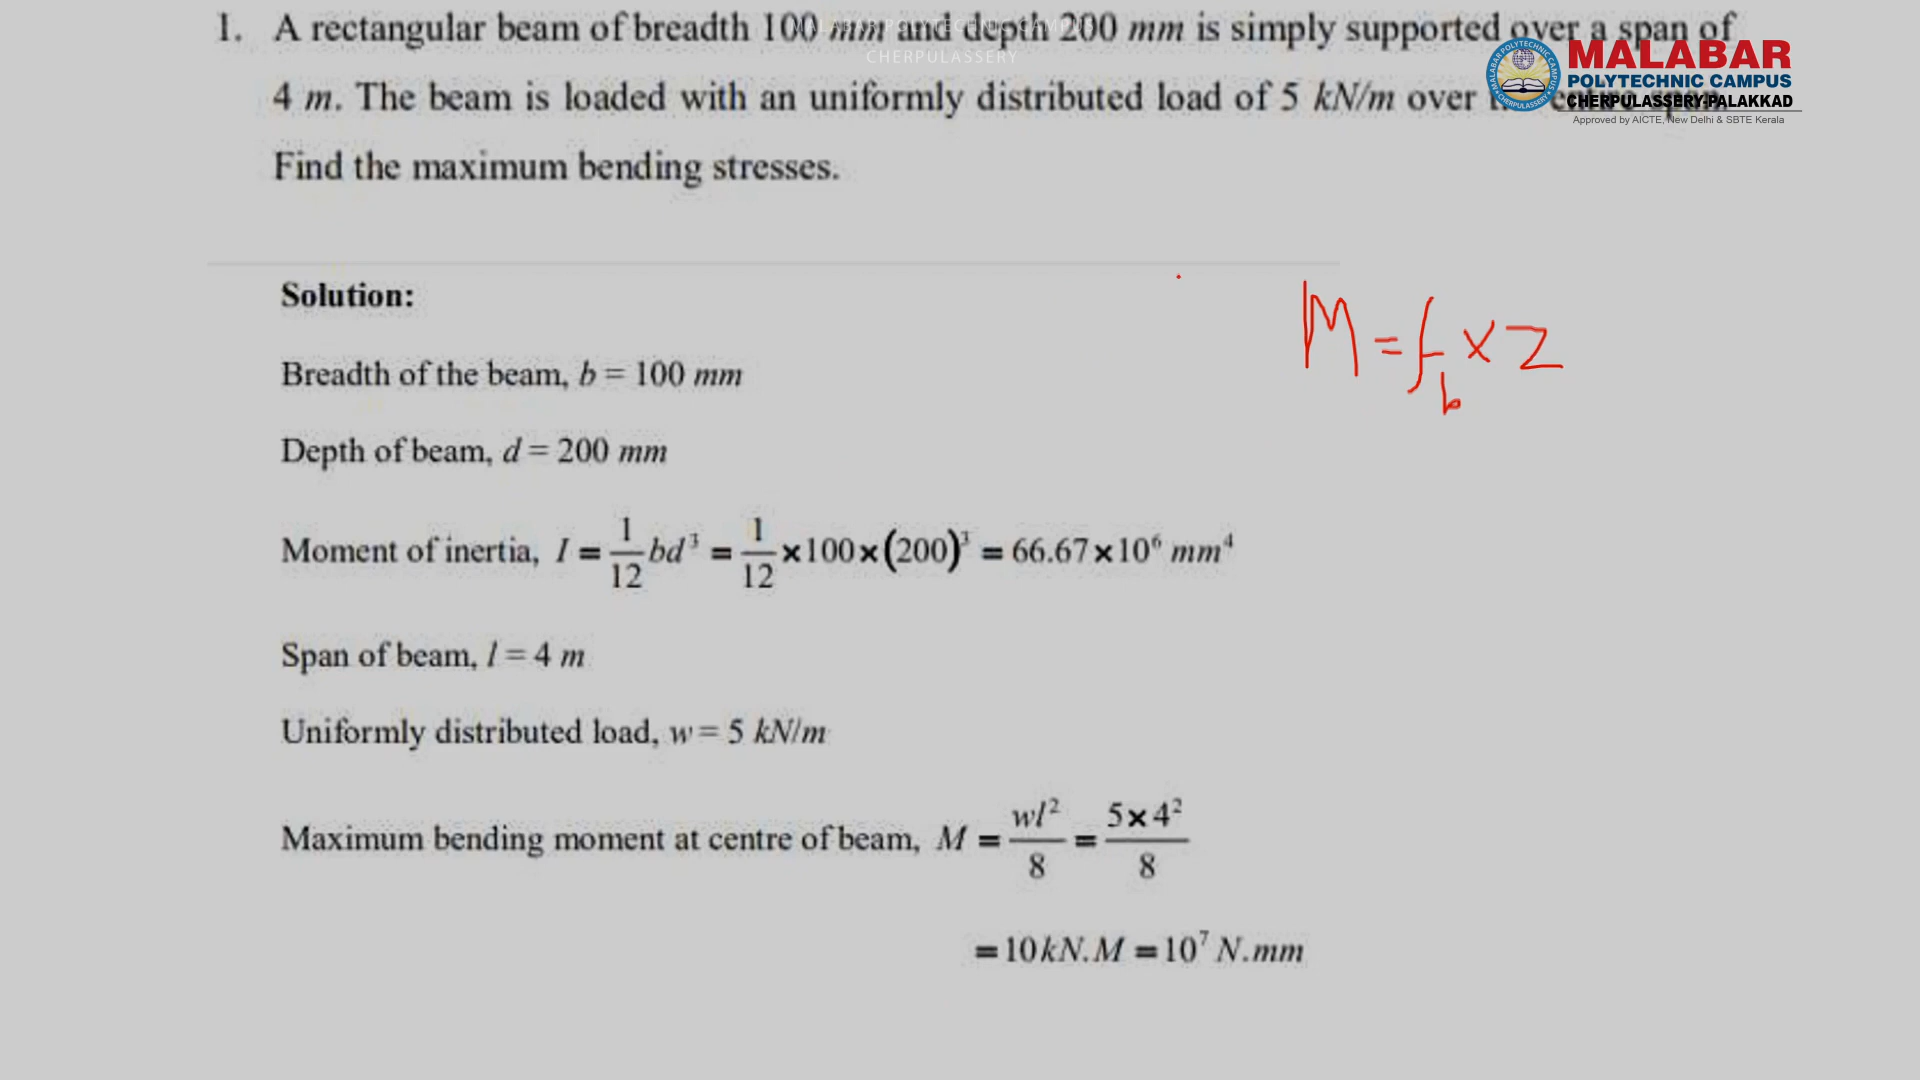 1. A rectangular beam of breadth 100 mm and depth 200 mm is simply supported over a span of
MALABAR POLYTECHNIC CAMPUS
CHERPULASSERY
MALABAR
POLYTECHNIC CAMPUS
CHERPULASSERY-PALAKKAD
Approved by AICTE, New Delhi & SBTE Kerala
4 m. The beam is loaded with an uniformly distributed load of 5 kN/m over
Find the maximum bending stresses.
Solution:
M = f_b × Z
Breadth of the beam, b = 100 mm
Depth of beam, d = 200 mm
Moment of inertia, I = 1/12 bd³ = 1/12 ×100×(200)³ = 66.67×10⁶ mm⁴
Span of beam, l = 4 m
Uniformly distributed load, w = 5 kN/m
Maximum bending moment at centre of beam, M = wl²/8 = 5×4²/8
= 10 kN.M = 10⁷ N.mm